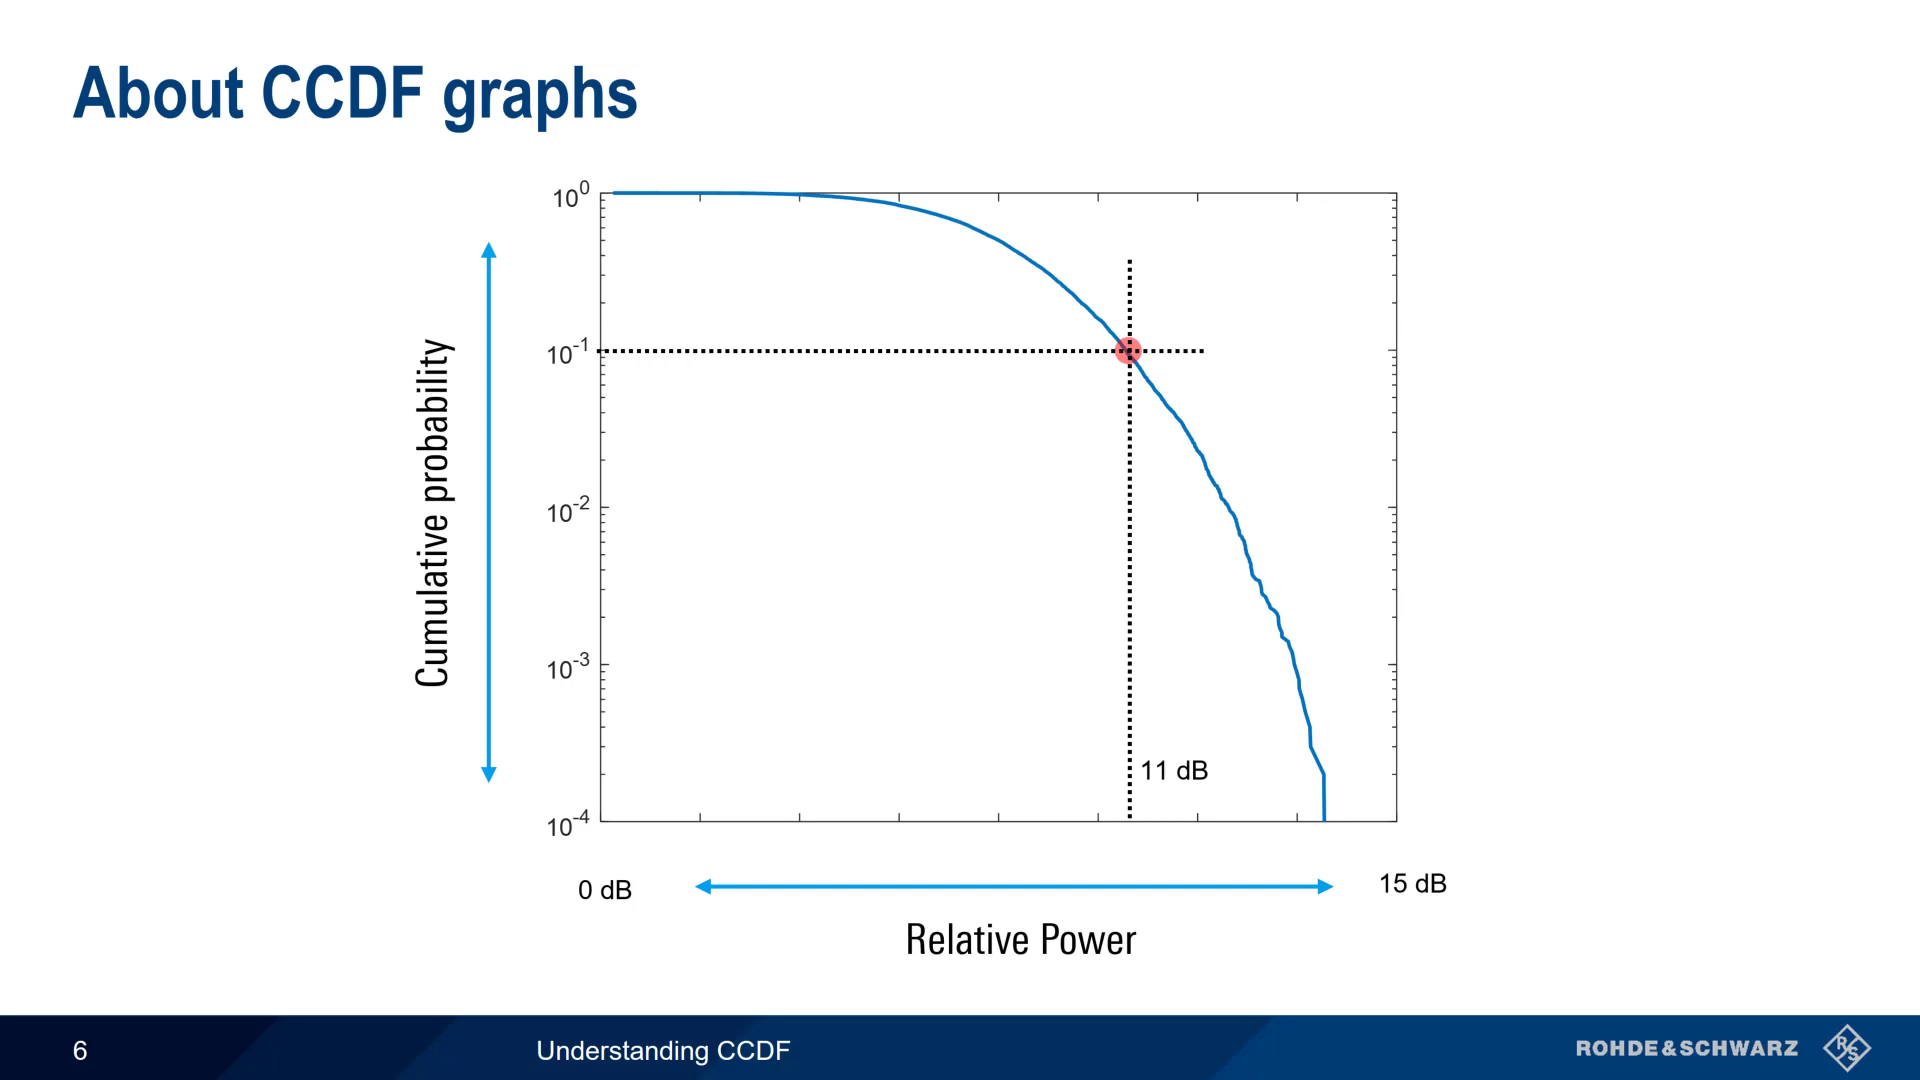 About CCDF graphs
10⁰
10⁻¹
10⁻²
10⁻³
10⁻⁴
Cumulative probability
11 dB
0 dB
15 dB
Relative Power
6
Understanding CCDF
ROHDE&SCHWARZ
R
S